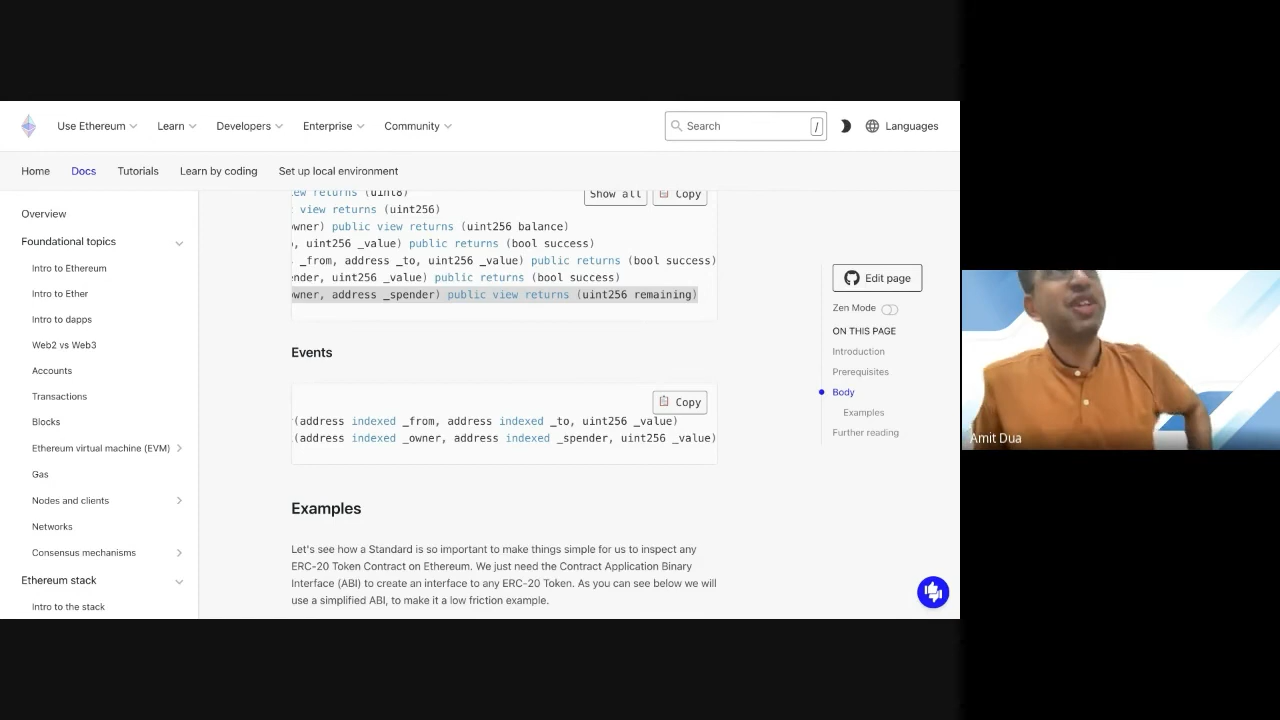 Use Ethereum
Learn
Developers
Enterprise
Community
Search
/
Languages
Home
Docs
Tutorials
Learn by coding
Set up local environment
Overview
Foundational topics
Intro to Ethereum
Intro to Ether
Intro to dapps
Web2 vs Web3
Accounts
Transactions
Blocks
Ethereum virtual machine (EVM)
Gas
Nodes and clients
Networks
Consensus mechanisms
Ethereum stack
Intro to the stack
Show all
Copy
view returns (uint8)
view returns (uint256)
owner) public view returns (uint256 balance)
, uint256 _value) public returns (bool success)
_from, address _to, uint256 _value) public returns (bool success)
ender, uint256 _value) public returns (bool success)
owner, address _spender) public view returns (uint256 remaining)
Events
Copy
(address indexed _from, address indexed _to, uint256 _value)
(address indexed _owner, address indexed _spender, uint256 _value)
Examples
Let's see how a Standard is so important to make things simple for us to inspect any
ERC-20 Token Contract on Ethereum. We just need the Contract Application Binary
Interface (ABI) to create an interface to any ERC-20 Token. As you can see below we will
use a simplified ABI, to make it a low friction example.
Edit page
Zen Mode
ON THIS PAGE
Introduction
Prerequisites
Body
Examples
Further reading
Amit Dua